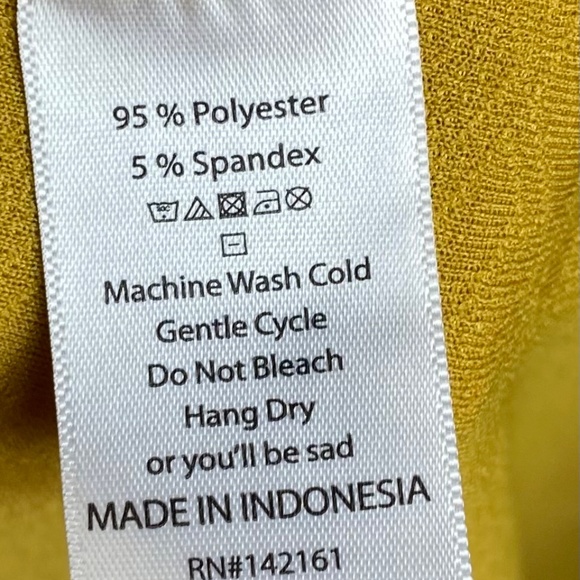 95 % Polyester
5 % Spandex
Machine Wash Cold
Gentle Cycle
Do Not Bleach
Hang Dry
or you'll be sad
MADE IN INDONESIA
RN#142161